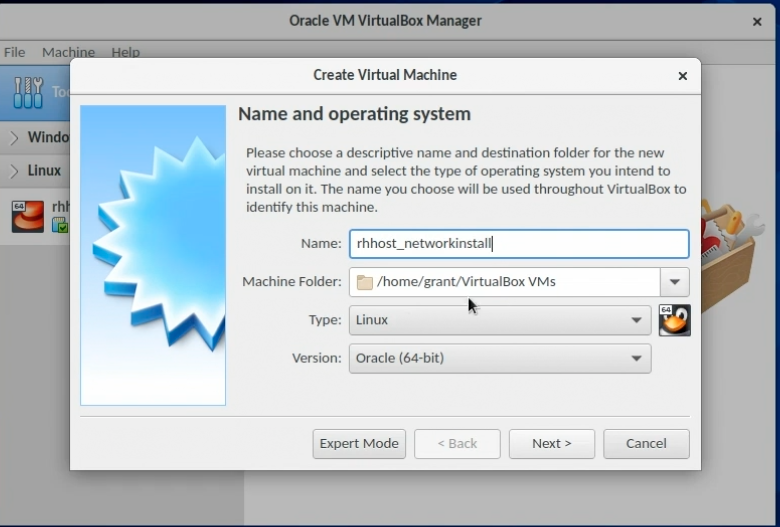 Oracle VM VirtualBox Manager
File Machine Help
Create Virtual Machine
Name and operating system
Please choose a descriptive name and destination folder for the new
virtual machine and select the type of operating system you intend to
install on it. The name you choose will be used throughout VirtualBox to
identify this machine.
Name: rhhost_networkinstall
Machine Folder: /home/grant/VirtualBox VMs
Type: Linux
64
Version: Oracle (64-bit)
Expert Mode
< Back
Next >
Cancel
Linux
64